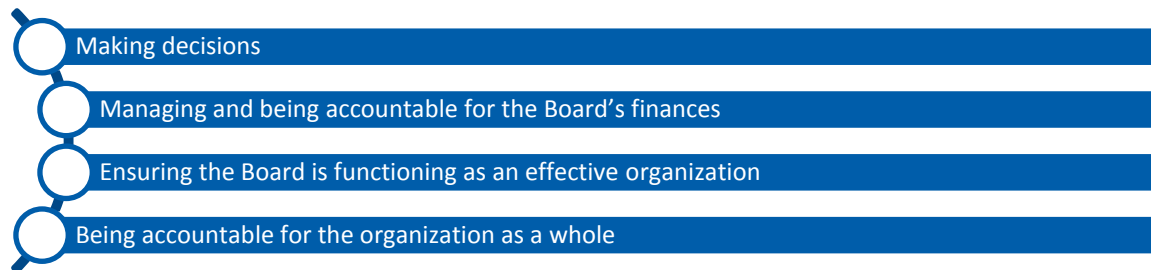 Making decisions
Managing and being accountable for the Board’s finances
Ensuring the Board is functioning as an effective organization
Being accountable for the organization as a whole